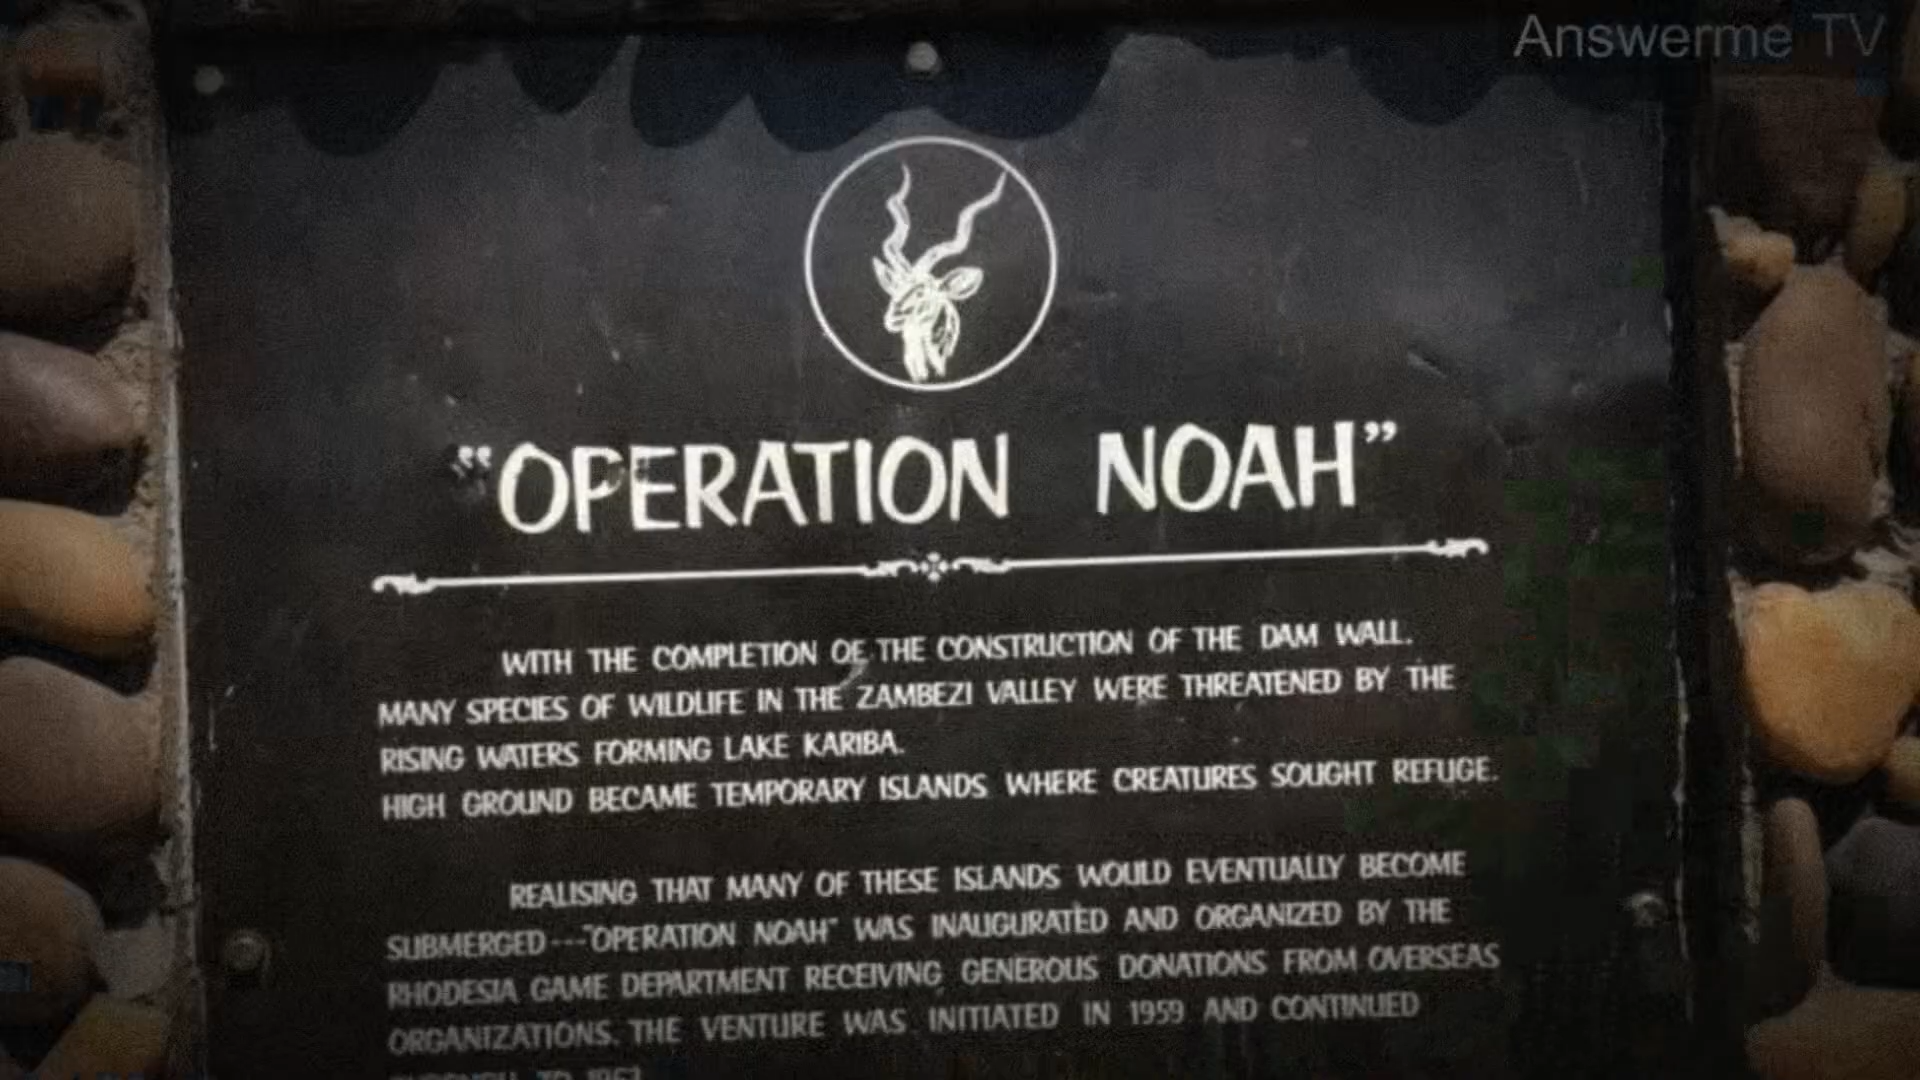 Answerme TV
"OPERATION NOAH"
WITH THE COMPLETION OF THE CONSTRUCTION OF THE DAM WALL.
MANY SPECIES OF WILDLIFE IN THE ZAMBEZI VALLEY WERE THREATENED BY THE
RISING WATERS FORMING LAKE KARIBA.
HIGH GROUND BECAME TEMPORARY ISLANDS WHERE CREATURES SOUGHT REFUGE.
REALISING THAT MANY OF THESE ISLANDS WOULD EVENTUALLY BECOME
SUBMERGED---"OPERATION NOAH" WAS INAUGURATED AND ORGANIZED BY THE
RHODESIA GAME DEPARTMENT RECEIVING GENEROUS DONATIONS FROM OVERSEAS
ORGANIZATIONS. THE VENTURE WAS INITIATED IN 1959 AND CONTINUED
THROUGH TO